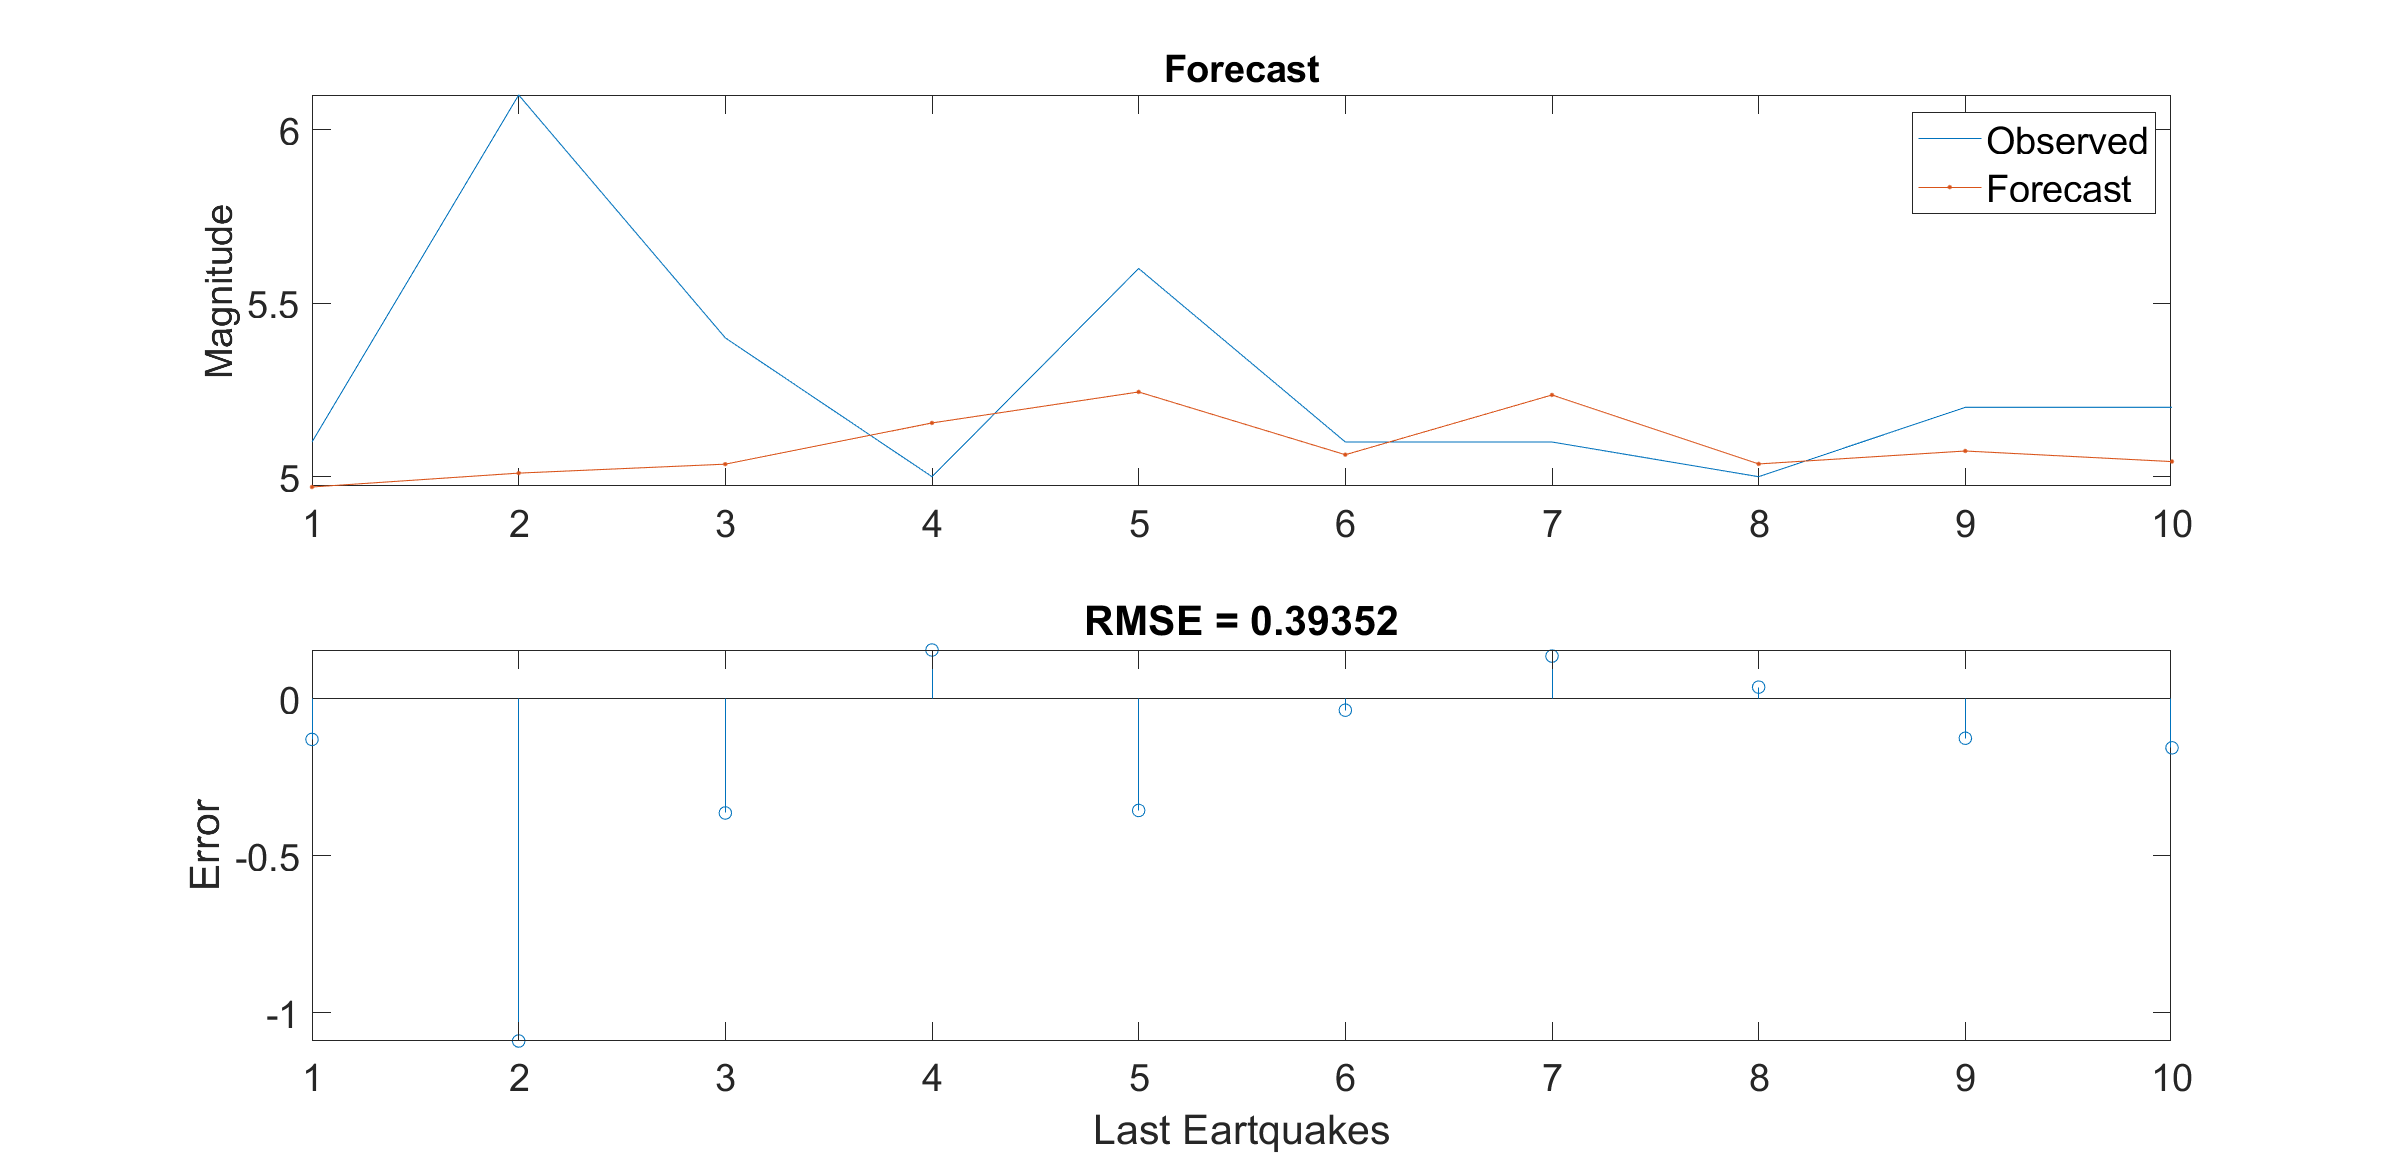 Forecast
Magnitude
6
5.5
5
Observed
Forecast
1 2 3 4 5 6 7 8 9 10
RMSE = 0.39352
Error
0
-0.5
-1
1 2 3 4 5 6 7 8 9 10
Last Eartquakes